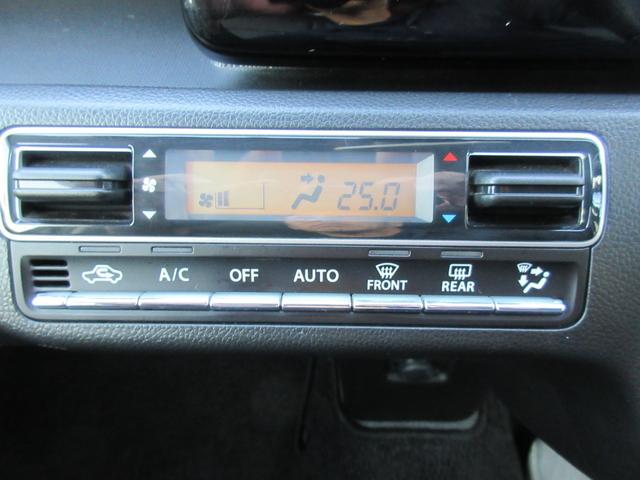 25.0
A/C OFF AUTO FRONT REAR